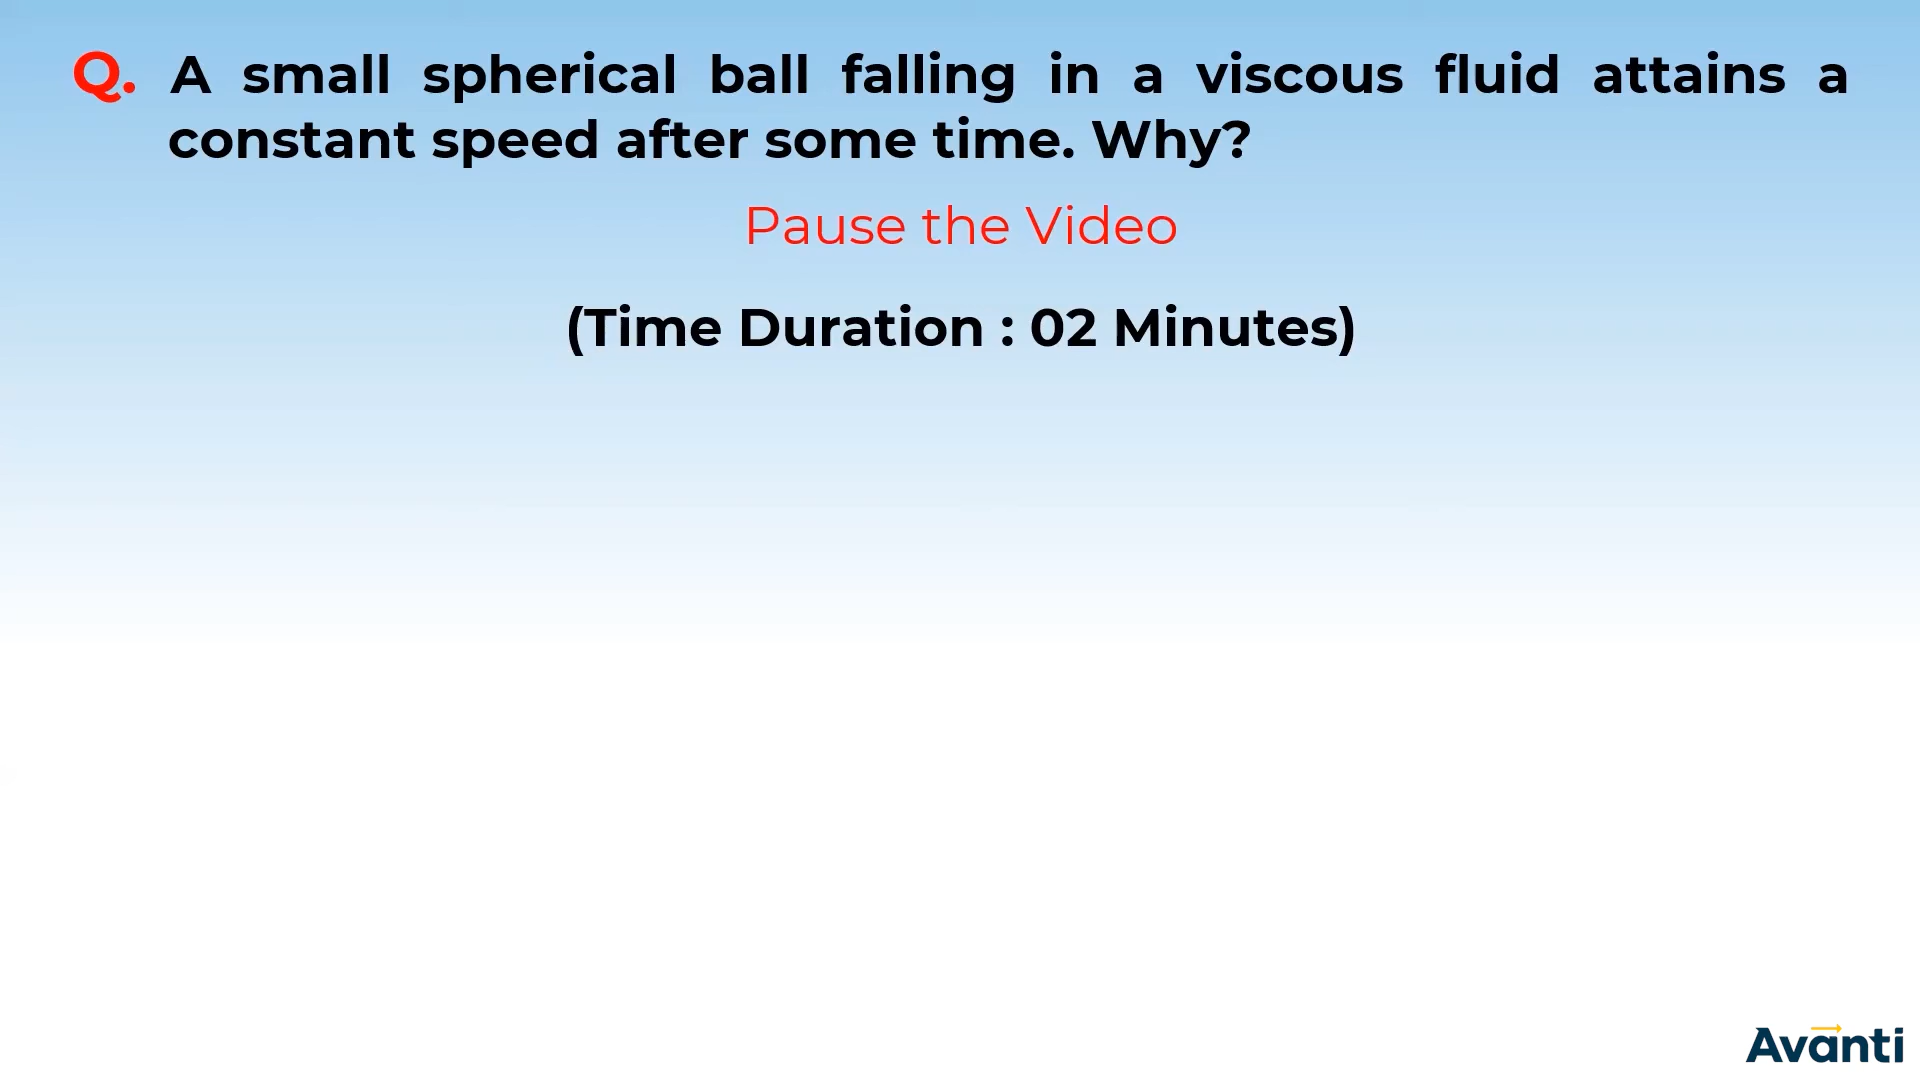 Q. A small spherical ball falling in a viscous fluid attains a
constant speed after some time. Why?
Pause the Video
(Time Duration : 02 Minutes)
Avanti